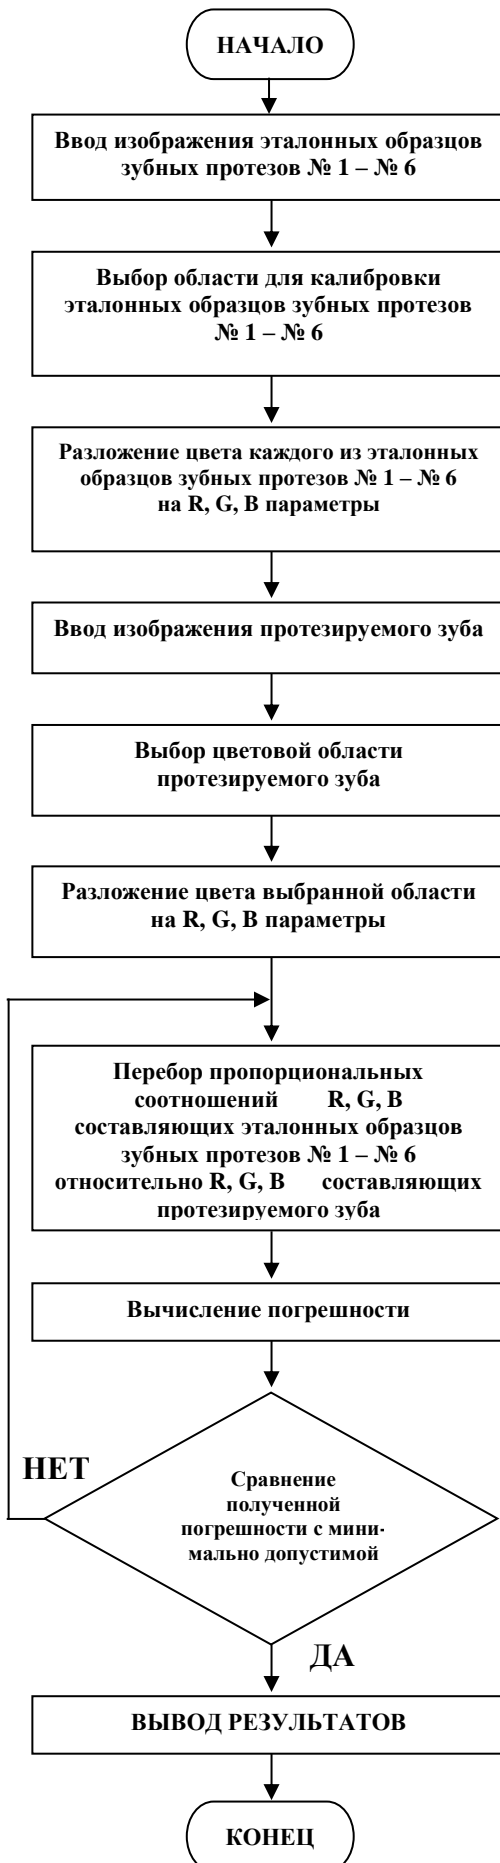 НАЧАЛО
Ввод изображения эталонных образцов
зубных протезов № 1 – № 6
Выбор области для калибровки
эталонных образцов зубных протезов
№ 1 – № 6
Разложение цвета каждого из эталонных
образцов зубных протезов № 1 – № 6
на R, G, B параметры
Ввод изображения протезируемого зуба
Выбор цветовой области
протезируемого зуба
Разложение цвета выбранной области
на R, G, B параметры
Перебор пропорциональных
соотношений R, G, B
составляющих эталонных образцов
зубных протезов № 1 – № 6
относительно R, G, B составляющих
протезируемого зуба
Вычисление погрешности
НЕТ
Сравнение
полученной
погрешности с мини-
мально допустимой
ДА
ВЫВОД РЕЗУЛЬТАТОВ
КОНЕЦ